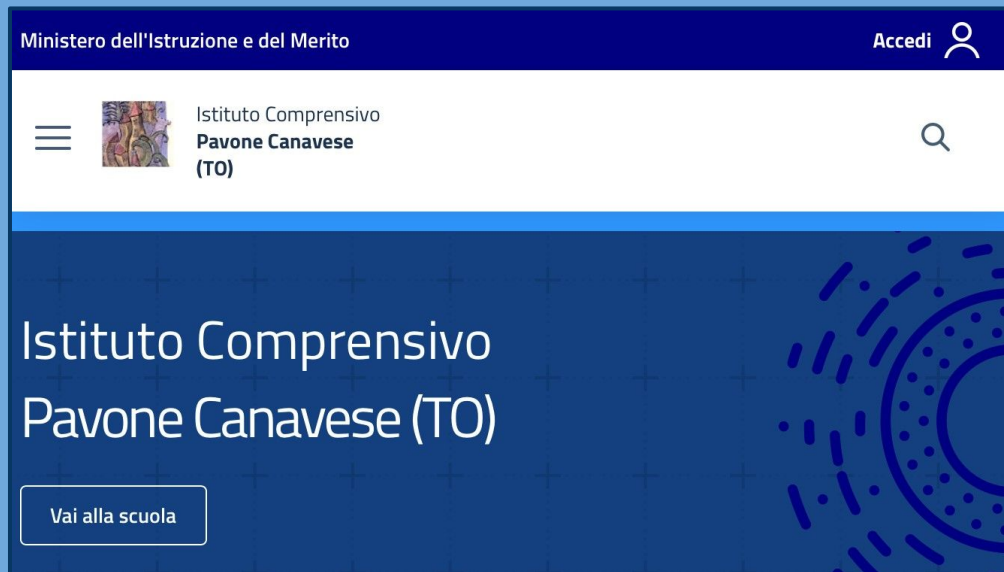 Ministero dell'Istruzione e del Merito
Accedi
Istituto Comprensivo
Pavone Canavese
(TO)
Istituto Comprensivo
Pavone Canavese (TO)
Vai alla scuola